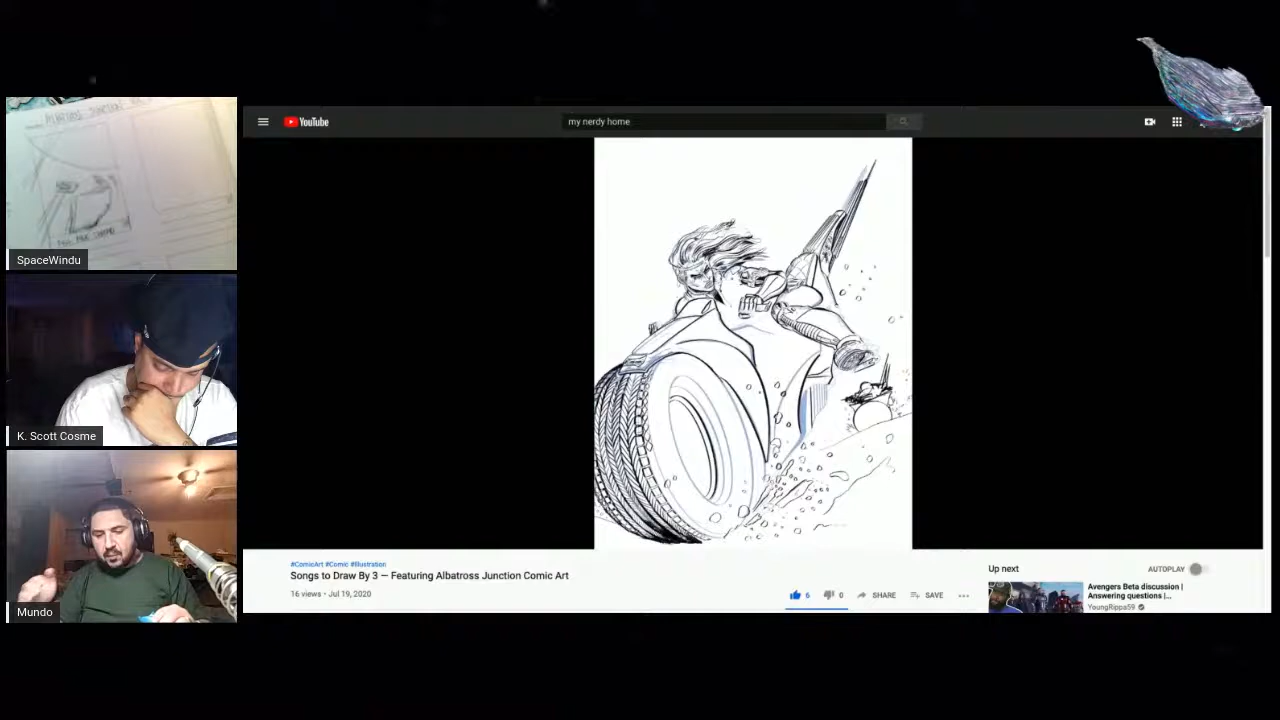 ALBATROSS JUNCTION
SpaceWindu
K. Scott Cosme
Mundo
YouTube
my nerdy home
#ComicArt #Comic #Illustration
Songs to Draw By 3 — Featuring Albatross Junction Comic Art
16 views • Jul 19, 2020
6
0
SHARE
SAVE
Up next
AUTOPLAY
Avengers Beta discussion |
Answering questions |...
YoungRippa59